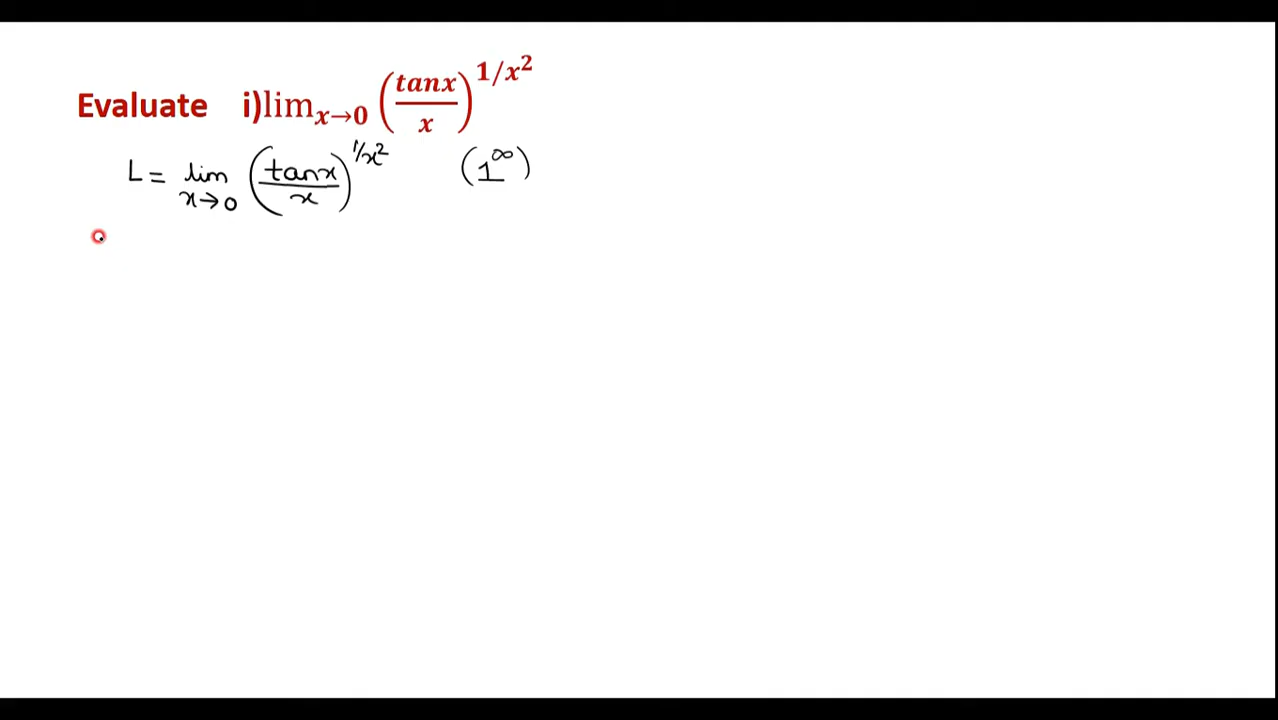 Evaluate i)lim_{x→0} (tanx/x)^{1/x^2}
L = lim_{x→0} (tanx/x)^{1/x^2} (1^∞)